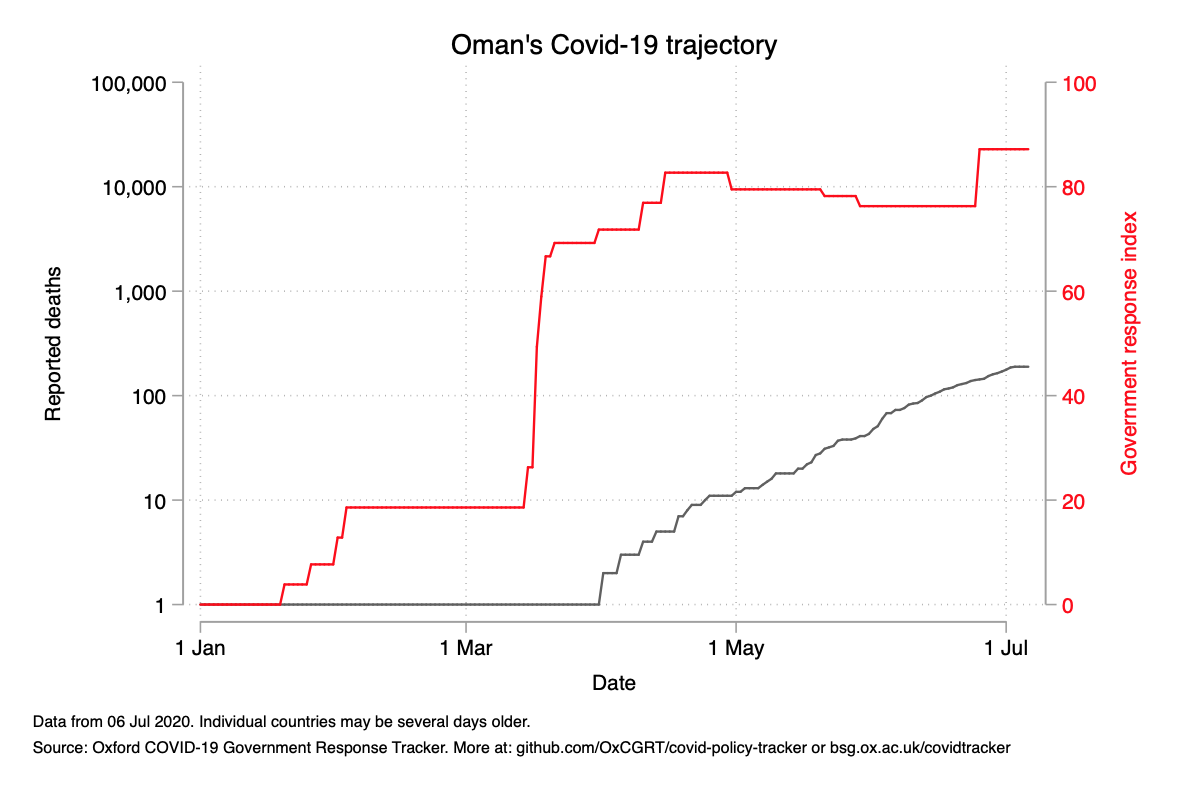 Oman's Covid-19 trajectory
100,000
10,000
1,000
100
10
1
Reported deaths
100
80
60
40
20
0
Government response index
1 Jan
1 Mar
1 May
1 Jul
Date
Data from 06 Jul 2020. Individual countries may be several days older.
Source: Oxford COVID-19 Government Response Tracker. More at: github.com/OxCGRT/covid-policy-tracker or bsg.ox.ac.uk/covidtracker